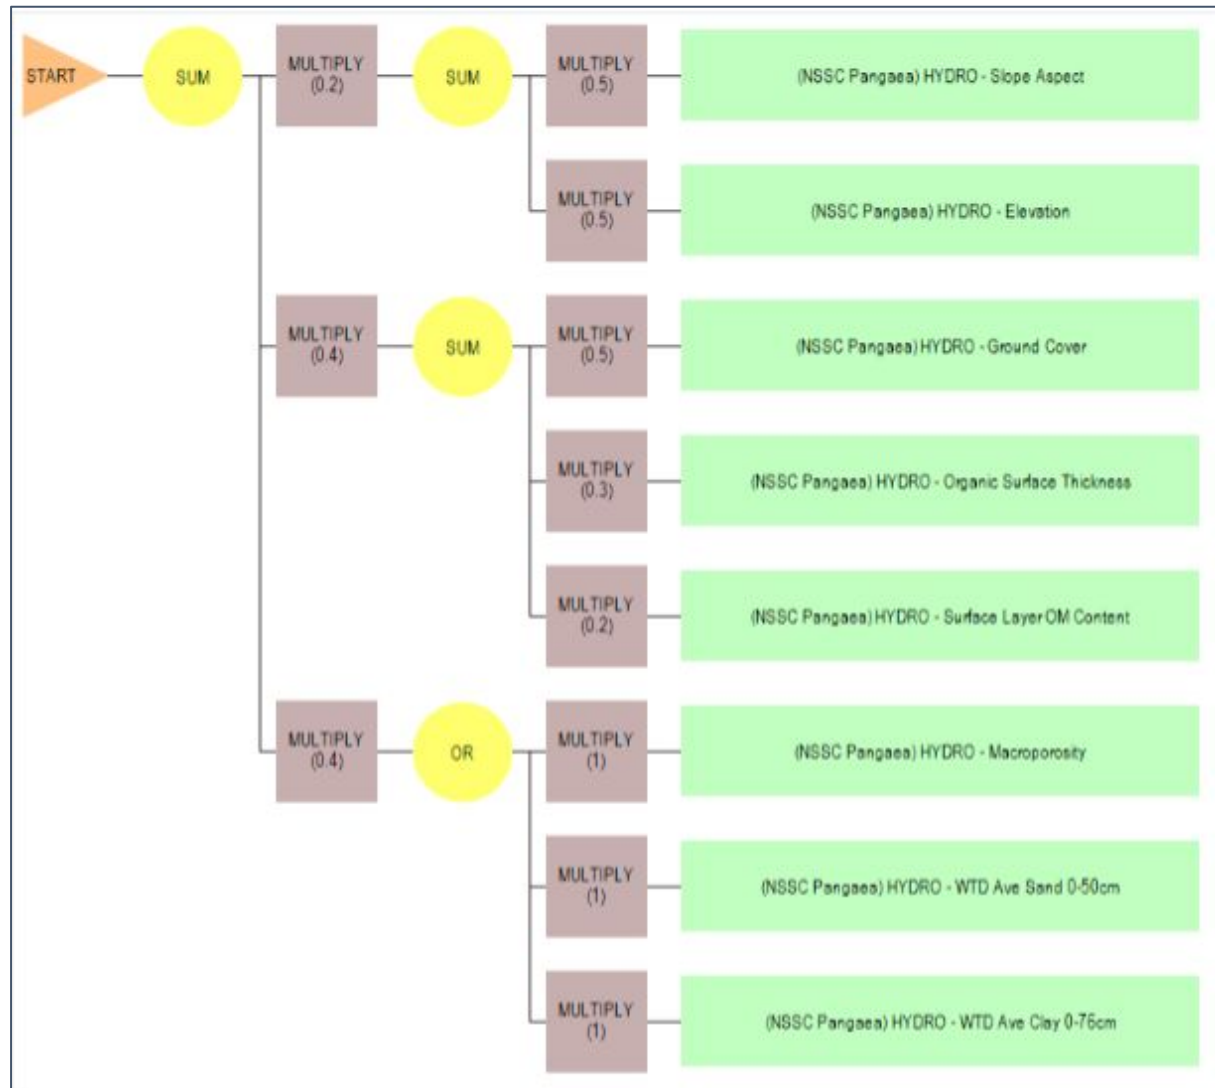 START
SUM
MULTIPLY
(0.2)
SUM
MULTIPLY
(0.5)
(NSSC Pangaea) HYDRO - Slope Aspect
MULTIPLY
(0.5)
(NSSC Pangaea) HYDRO - Elevation
MULTIPLY
(0.4)
SUM
MULTIPLY
(0.5)
(NSSC Pangaea) HYDRO - Ground Cover
MULTIPLY
(0.3)
(NSSC Pangaea) HYDRO - Organic Surface Thickness
MULTIPLY
(0.2)
(NSSC Pangaea) HYDRO - Surface Layer OM Content
MULTIPLY
(0.4)
OR
MULTIPLY
(1)
(NSSC Pangaea) HYDRO - Macroporosity
MULTIPLY
(1)
(NSSC Pangaea) HYDRO - WTD Ave Sand 0-50cm
MULTIPLY
(1)
(NSSC Pangaea) HYDRO - WTD Ave Clay 0-75cm